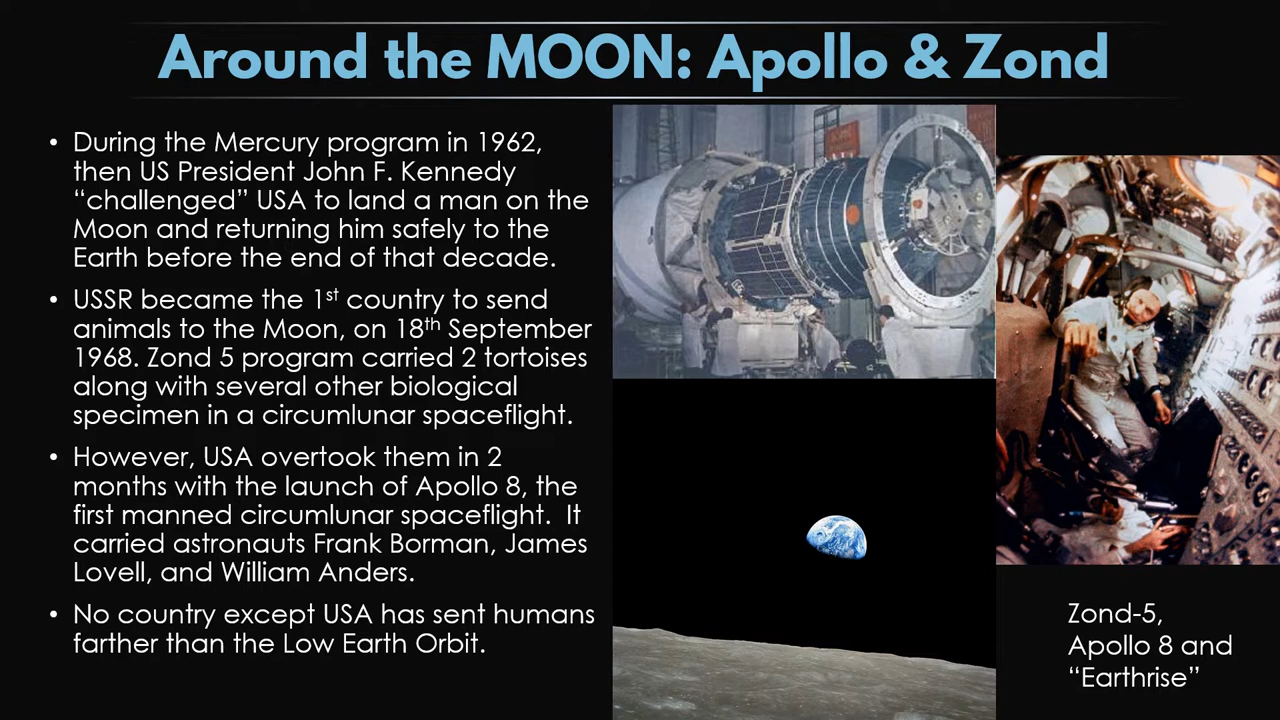 Around the MOON: Apollo & Zond
• During the Mercury program in 1962,
then US President John F. Kennedy
“challenged” USA to land a man on the
Moon and returning him safely to the
Earth before the end of that decade.
• USSR became the 1st country to send
animals to the Moon, on 18th September
1968. Zond 5 program carried 2 tortoises
along with several other biological
specimen in a circumlunar spaceflight.
• However, USA overtook them in 2
months with the launch of Apollo 8, the
first manned circumlunar spaceflight.  It
carried astronauts Frank Borman, James
Lovell, and William Anders.
• No country except USA has sent humans
farther than the Low Earth Orbit.
Zond-5,
Apollo 8 and
“Earthrise”